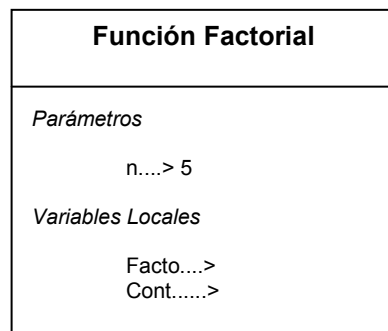 Función Factorial
Parámetros
n....> 5
Variables Locales
Facto....>
Cont......>